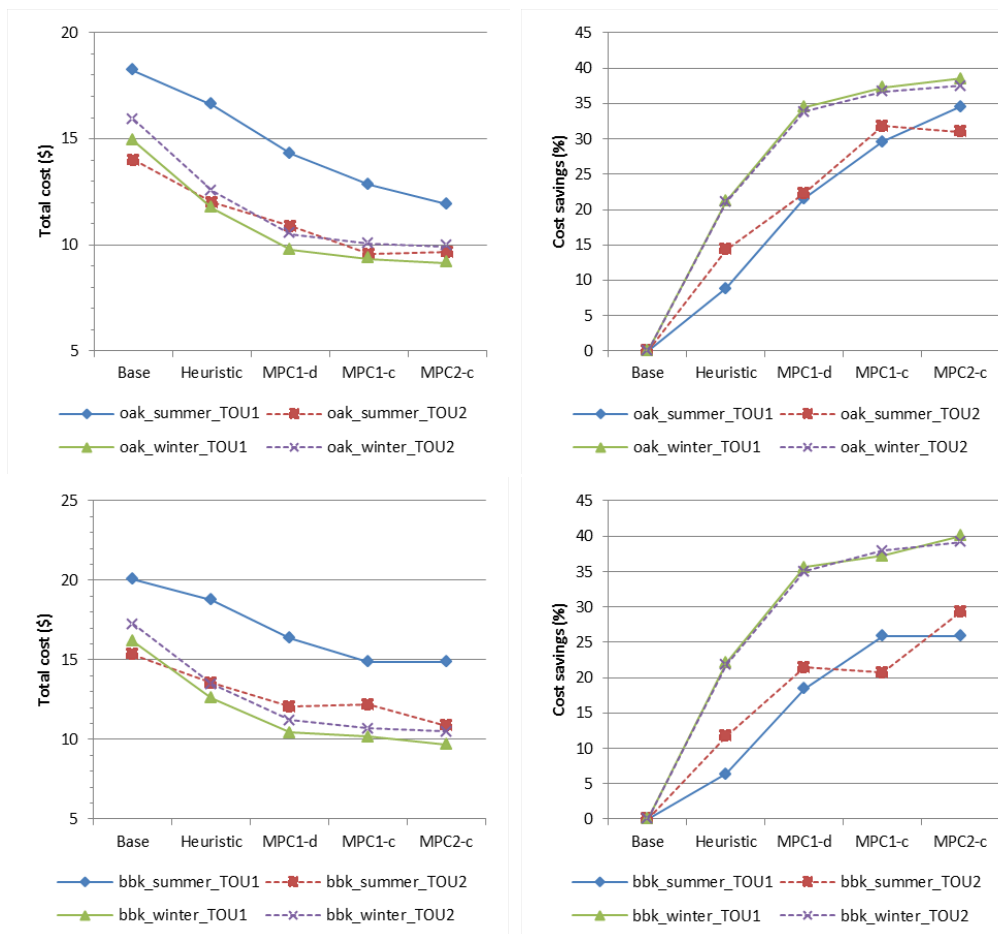 Total cost ($)
20
15
10
5
Base Heuristic MPC1-d MPC1-c MPC2-c
oak_summer_TOU1 oak_summer_TOU2
oak_winter_TOU1 oak_winter_TOU2
Cost savings (%)
45
40
35
30
25
20
15
10
5
0
Base Heuristic MPC1-d MPC1-c MPC2-c
oak_summer_TOU1 oak_summer_TOU2
oak_winter_TOU1 oak_winter_TOU2
Total cost ($)
25
20
15
10
5
Base Heuristic MPC1-d MPC1-c MPC2-c
bbk_summer_TOU1 bbk_summer_TOU2
bbk_winter_TOU1 bbk_winter_TOU2
Cost savings (%)
45
40
35
30
25
20
15
10
5
0
Base Heuristic MPC1-d MPC1-c MPC2-c
bbk_summer_TOU1 bbk_summer_TOU2
bbk_winter_TOU1 bbk_winter_TOU2